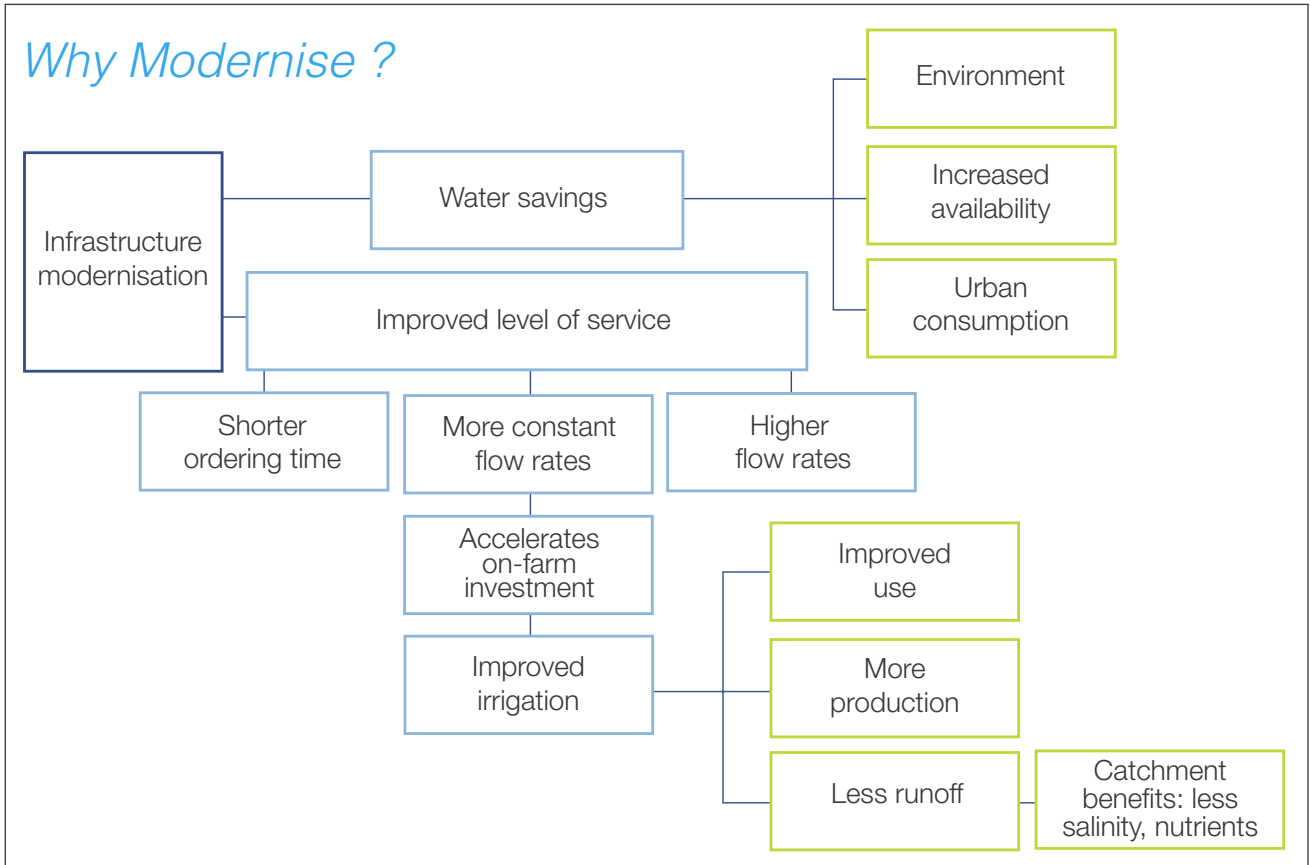 Why Modernise ?
Environment
Water savings
Increased
availability
Infrastructure
modernisation
Urban
consumption
Improved level of service
Shorter
ordering time
More constant
flow rates
Higher
flow rates
Accelerates
on-farm
investment
Improved
use
Improved
irrigation
More
production
Less runoff
Catchment
benefits: less
salinity, nutrients